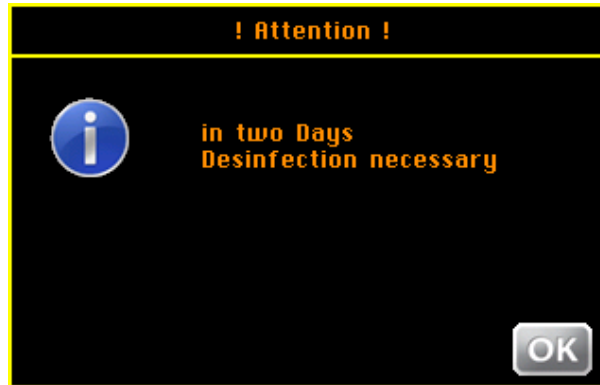 ! Attention !
in two Days
Desinfection necessary
OK